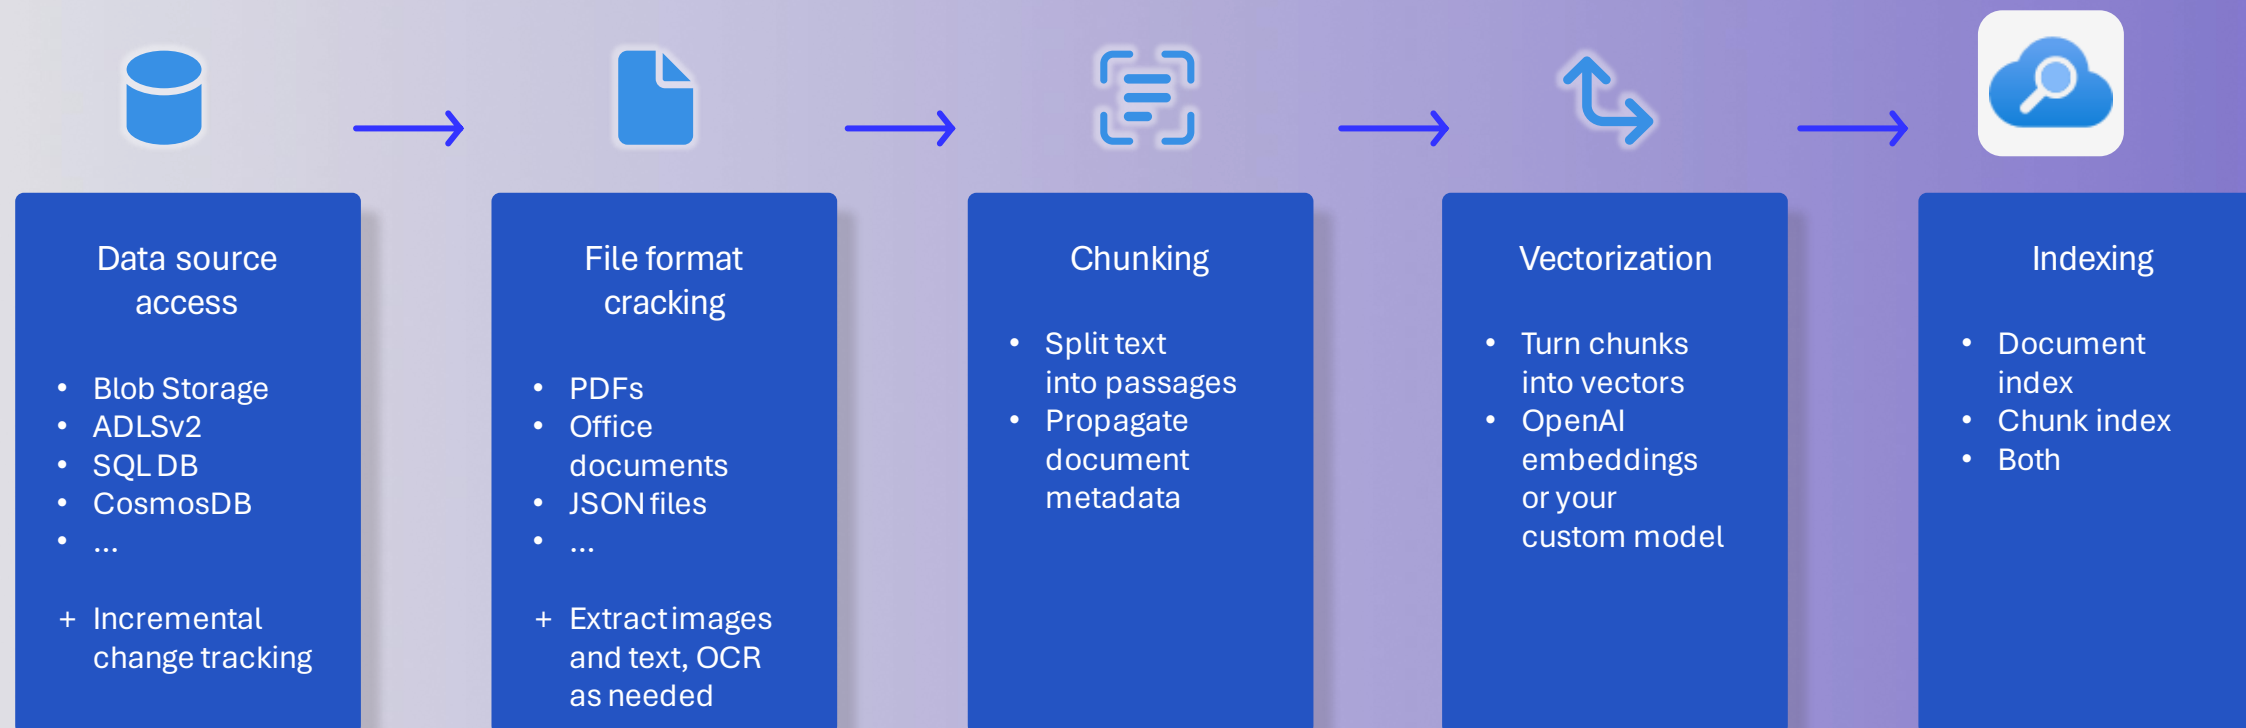 Data source
access
• Blob Storage
• ADLSv2
• SQL DB
• CosmosDB
• ...
+ Incremental
change tracking
File format
cracking
• PDFs
• Office
documents
• JSON files
• ...
+ Extract images
and text, OCR
as needed
Chunking
• Split text
into passages
• Propagate
document
metadata
Vectorization
• Turn chunks
into vectors
• OpenAI
embeddings
or your
custom model
Indexing
• Document
index
• Chunk index
• Both